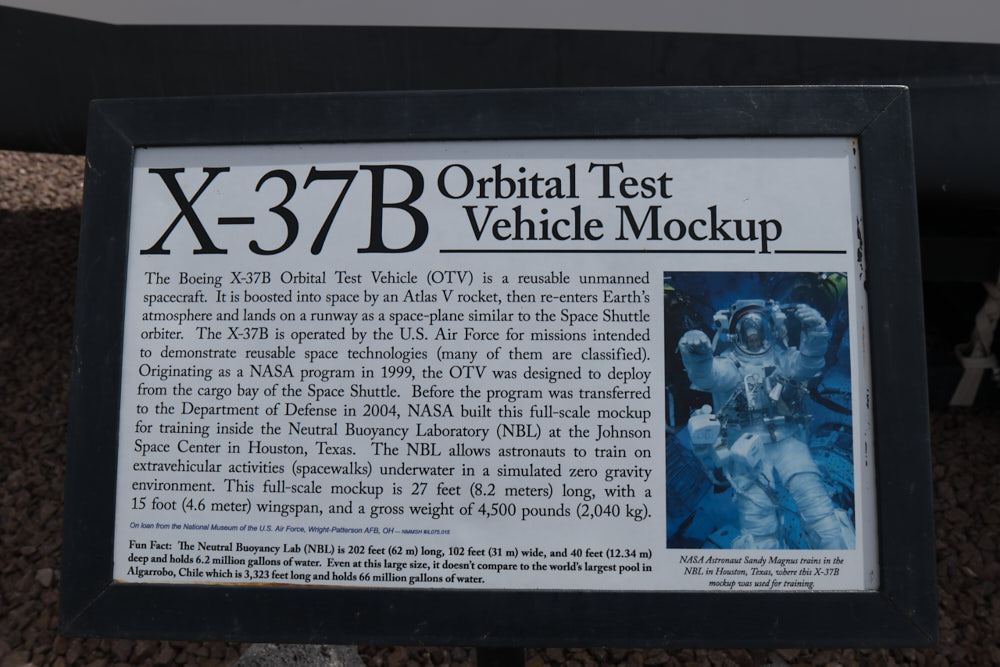 X-37B Orbital Test
Vehicle Mockup
The Boeing X-37B Orbital Test Vehicle (OTV) is a reusable unmanned
spacecraft. It is boosted into space by an Atlas V rocket, then re-enters Earth's
atmosphere and lands on a runway as a space-plane similar to the Space Shuttle
orbiter. The X-37B is operated by the U.S. Air Force for missions intended
to demonstrate reusable space technologies (many of them are classified).
Originating as a NASA program in 1999, the OTV was designed to deploy
from the cargo bay of the Space Shuttle. Before the program was transferred
to the Department of Defense in 2004, NASA built this full-scale mockup
for training inside the Neutral Buoyancy Laboratory (NBL) at the Johnson
Space Center in Houston, Texas. The NBL allows astronauts to train on
extravehicular activities (spacewalks) underwater in a simulated zero gravity
environment. This full-scale mockup is 27 feet (8.2 meters) long, with a
15 foot (4.6 meter) wingspan, and a gross weight of 4,500 pounds (2,040 kg).
On loan from the National Museum of the U.S. Air Force, Wright-Patterson AFB, OH — NMMSH
Fun Fact: The Neutral Buoyancy Lab (NBL) is 202 feet (62 m) long, 102 feet (31 m) wide, and 40 feet (12.34 m)
deep and holds 6.2 million gallons of water. Even at this large size, it doesn't compare to the world's largest pool in
Algarrobo, Chile which is 3,323 feet long and holds 66 million gallons of water.
NASA Astronaut Sandy Magnus trains in the
NBL in Houston, Texas, where this X-37B
mockup was used for training.